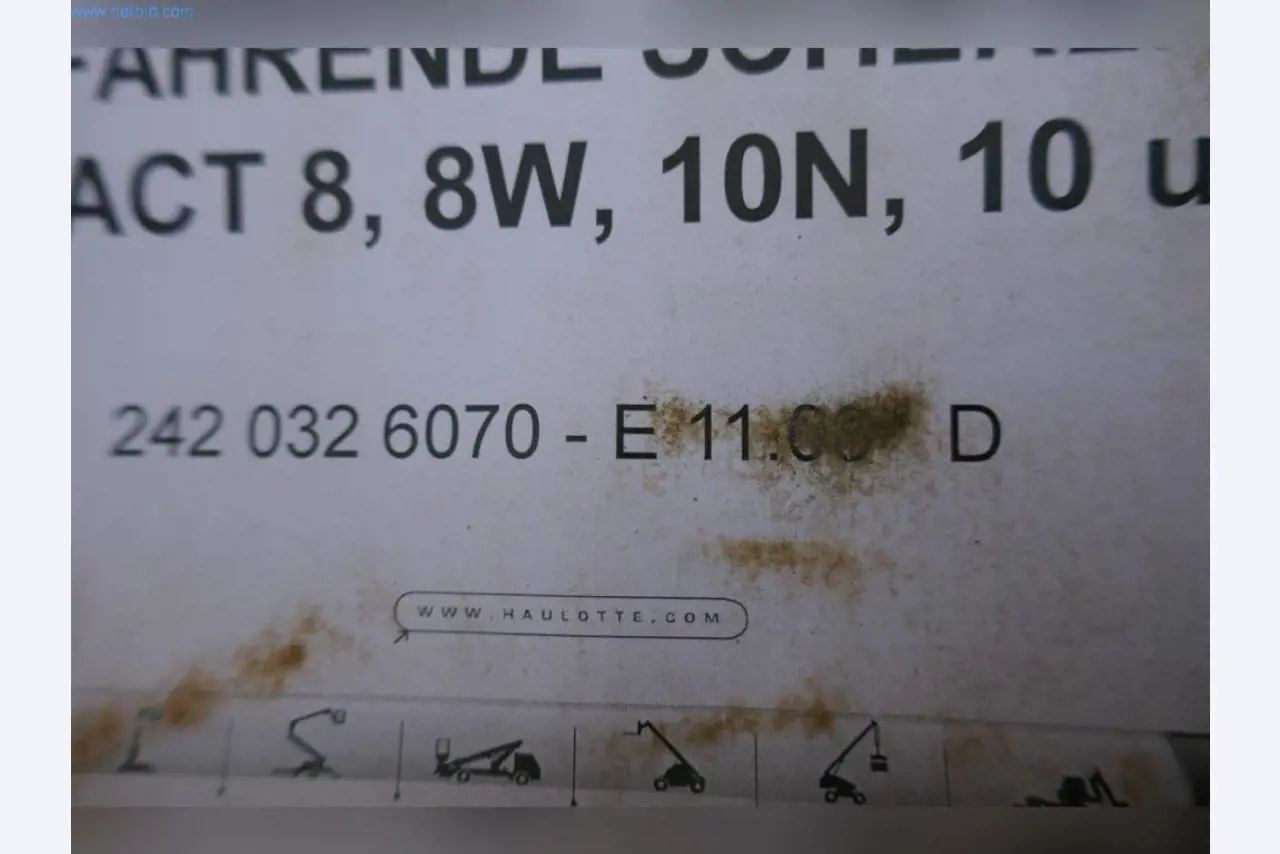 www.netbid.com
FAHRENDE
ACT 8, 8W, 10N, 10 u
242 032 6070 - E 11. D
WWW.HAULOTTE.COM